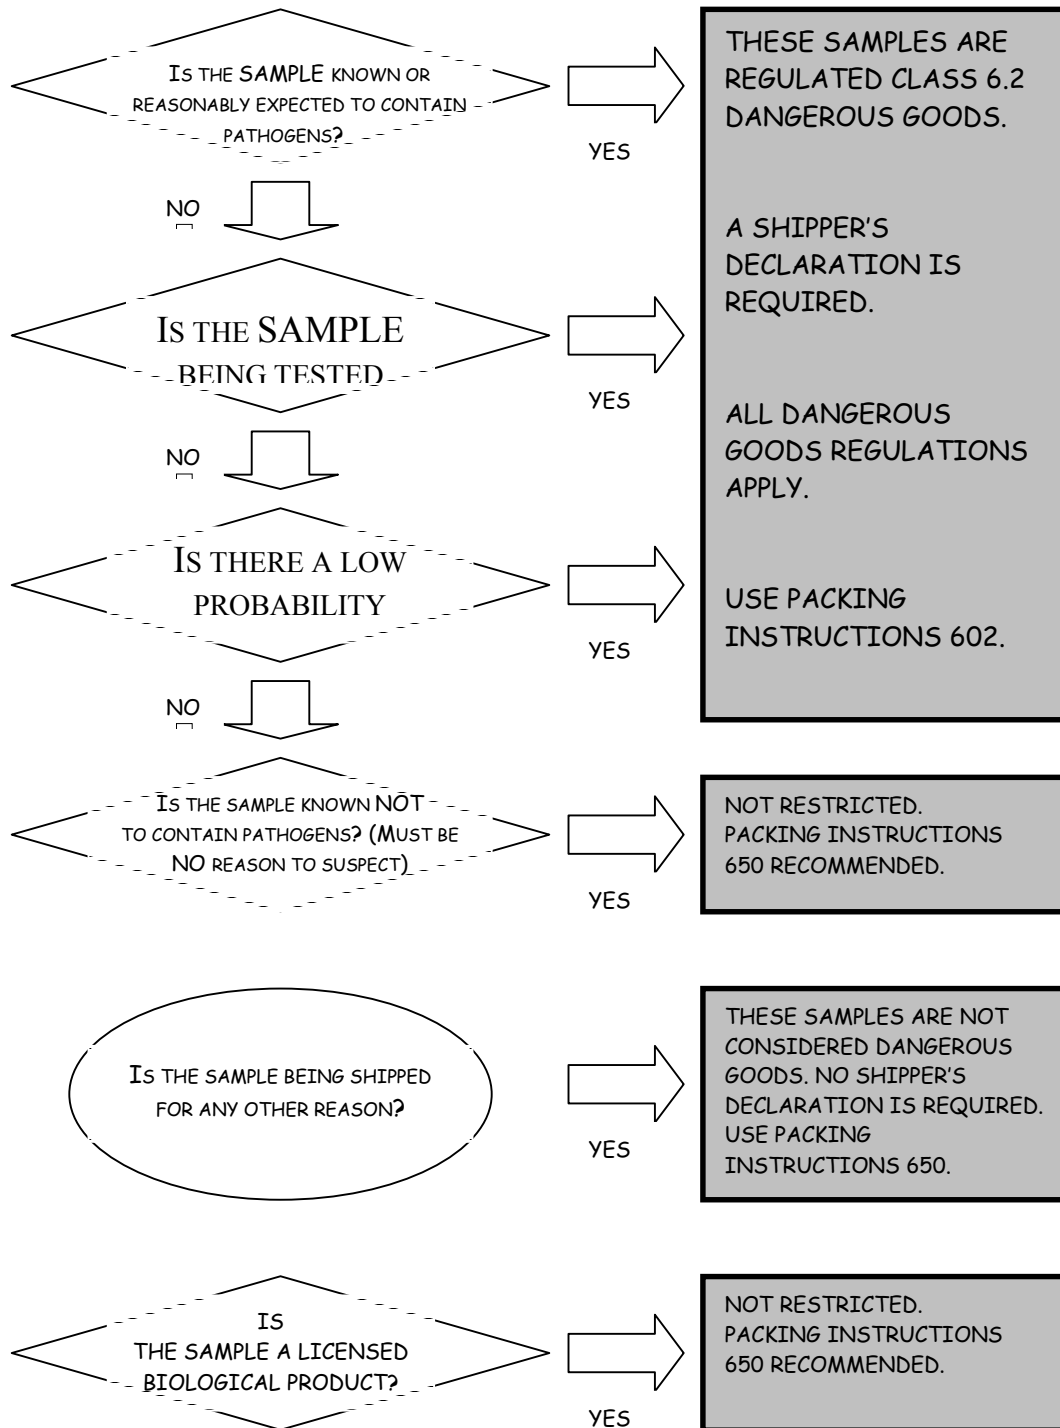 IS THE SAMPLE KNOWN OR
REASONABLY EXPECTED TO CONTAIN
PATHOGENS?
YES
NO
THESE SAMPLES ARE
REGULATED CLASS 6.2
DANGEROUS GOODS.
A SHIPPER'S
DECLARATION IS
REQUIRED.
ALL DANGEROUS
GOODS REGULATIONS
APPLY.
USE PACKING
INSTRUCTIONS 602.
IS THE SAMPLE
BEING TESTED
YES
NO
IS THERE A LOW
PROBABILITY
YES
NO
IS THE SAMPLE KNOWN NOT
TO CONTAIN PATHOGENS? (MUST BE
NO REASON TO SUSPECT)
YES
NOT RESTRICTED.
PACKING INSTRUCTIONS
650 RECOMMENDED.
IS THE SAMPLE BEING SHIPPED
FOR ANY OTHER REASON?
YES
THESE SAMPLES ARE NOT
CONSIDERED DANGEROUS
GOODS. NO SHIPPER'S
DECLARATION IS REQUIRED.
USE PACKING
INSTRUCTIONS 650.
IS
THE SAMPLE A LICENSED
BIOLOGICAL PRODUCT?
YES
NOT RESTRICTED.
PACKING INSTRUCTIONS
650 RECOMMENDED.